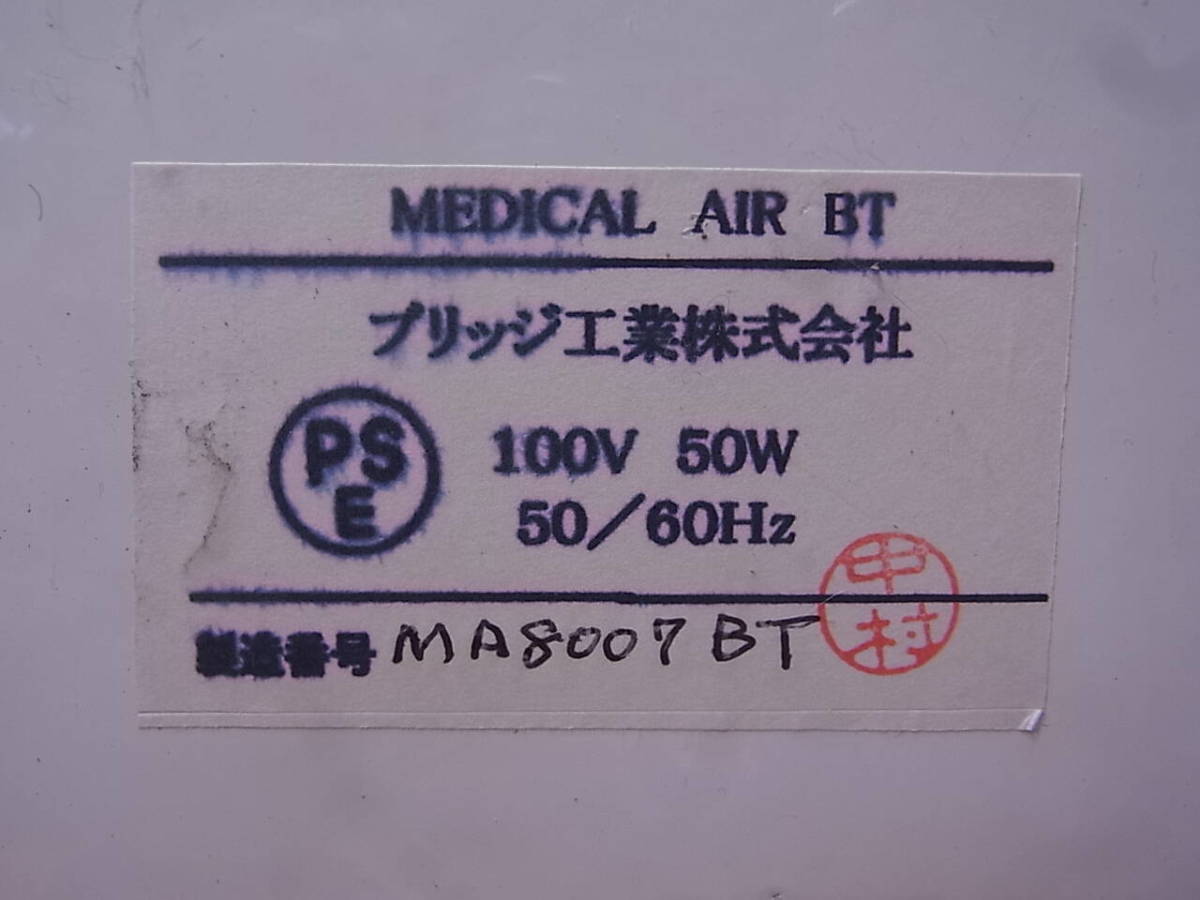 MEDICAL AIR BT
ブリッジ工業株式会社
PS
E
100V 50W
50/60Hz
製造番号 MA8007BT
中村